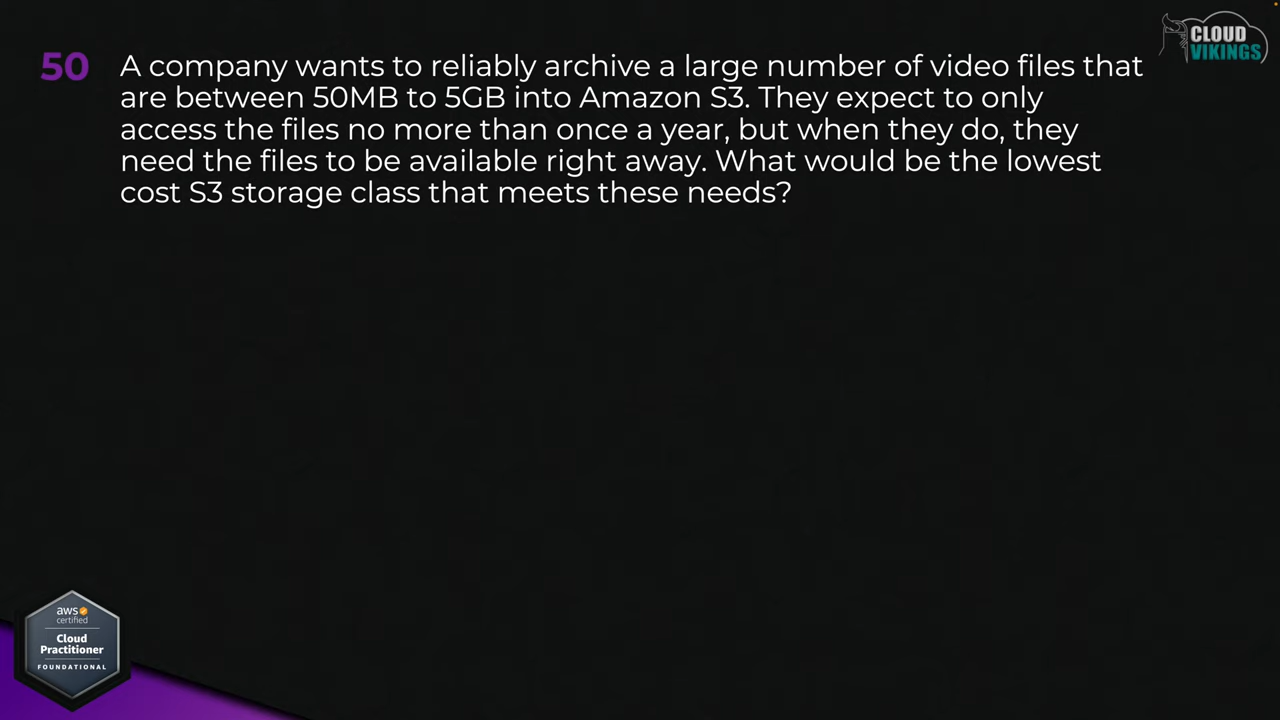 CLOUD
VIKINGS
50 A company wants to reliably archive a large number of video files that
are between 50MB to 5GB into Amazon S3. They expect to only
access the files no more than once a year, but when they do, they
need the files to be available right away. What would be the lowest
cost S3 storage class that meets these needs?
aws
certified
Cloud
Practitioner
FOUNDATIONAL